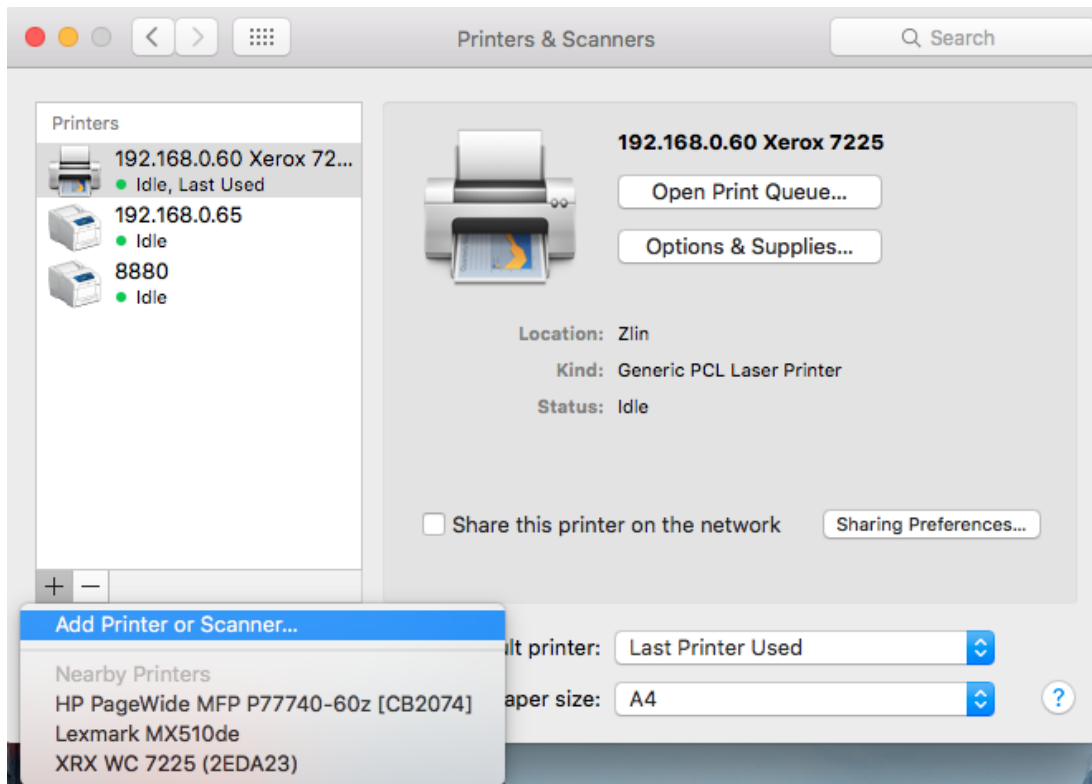 Printers & Scanners
Search
Printers
192.168.0.60 Xerox 72...
Idle, Last Used
192.168.0.65
Idle
8880
Idle
192.168.0.60 Xerox 7225
Open Print Queue...
Options & Supplies...
Location: Zlin
Kind: Generic PCL Laser Printer
Status: Idle
Share this printer on the network
Sharing Preferences...
+ −
Add Printer or Scanner...
Nearby Printers
HP PageWide MFP P77740-60z [CB2074]
Lexmark MX510de
XRX WC 7225 (2EDA23)
ult printer: Last Printer Used
aper size: A4
?